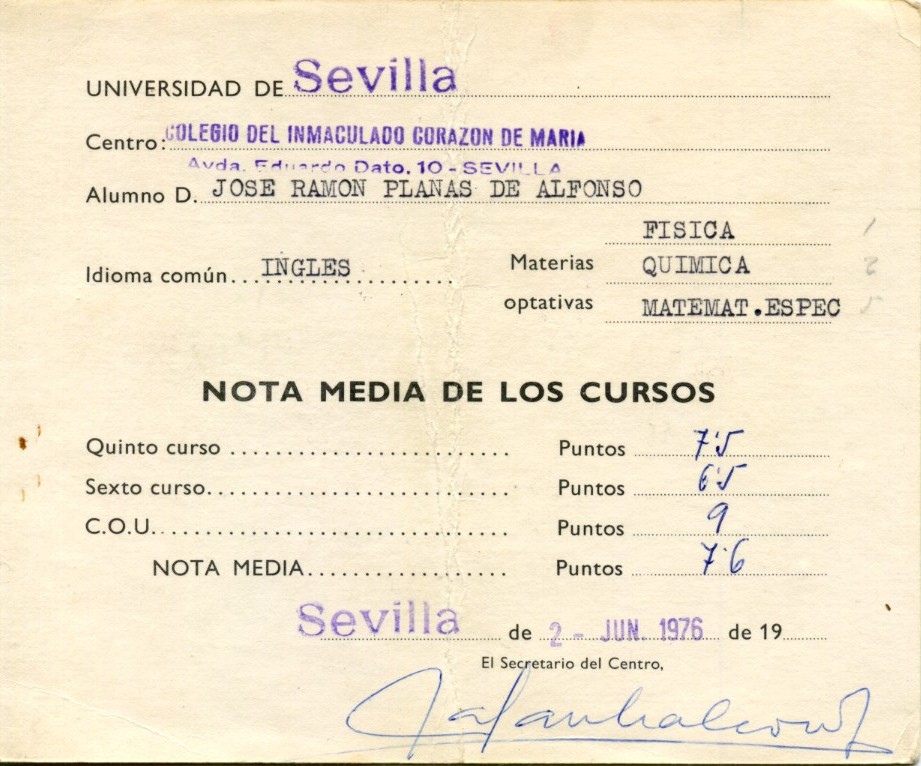 UNIVERSIDAD DE Sevilla
Centro: COLEGIO DEL INMACULADO CORAZON DE MARIA
Avda. Eduardo Dato, 10 - SEVILLA
Alumno D. JOSE RAMON PLANAS DE ALFONSO
Idioma común INGLES
Materias optativas
FISICA 1
QUIMICA 2
MATEMAT.ESPEC 5
NOTA MEDIA DE LOS CURSOS
Quinto curso Puntos 7'5
Sexto curso Puntos 6'5
C.O.U. Puntos 9
NOTA MEDIA Puntos 7'6
Sevilla de 2 - JUN. 1976 de 19
El Secretario del Centro,